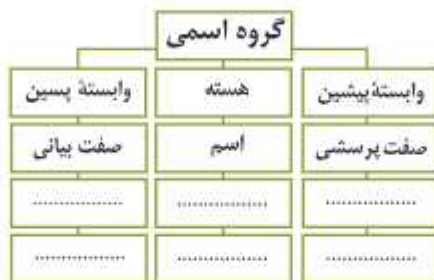 گروه اسمی
وابستهٔ پیشین هسته وابستهٔ پسین
صفت پرسشی اسم صفت بیانی
................. ................. ................
................. ................. .................